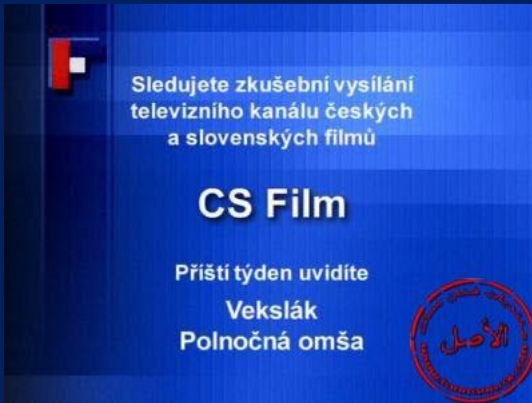 Sledujete zkušební vysílání
televizního kanálu českých
a slovenských filmů
CS Film
Příští týden uvidíte
Vekslák
Polnočná omša
الأصل